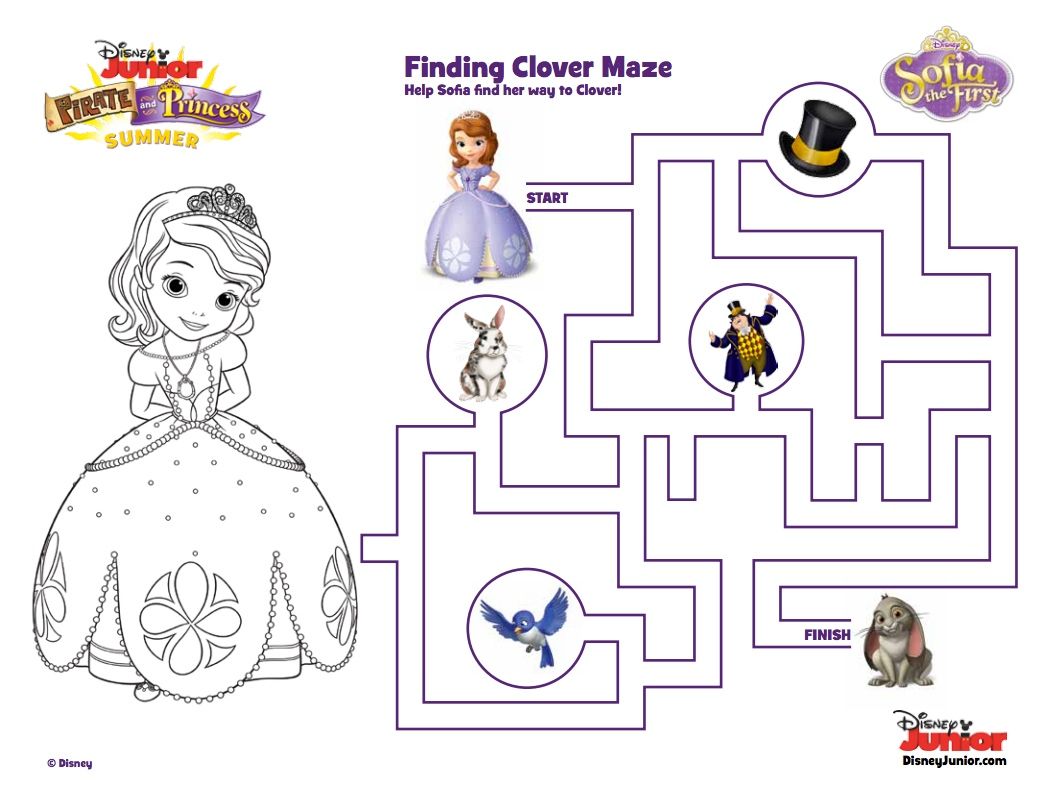 Disney
Junior
Pirate and Princess
SUMMER
Finding Clover Maze
Help Sofia find her way to Clover!
Disney
Sofia
the First
START
FINISH
Disney
Junior
DisneyJunior.com
© Disney